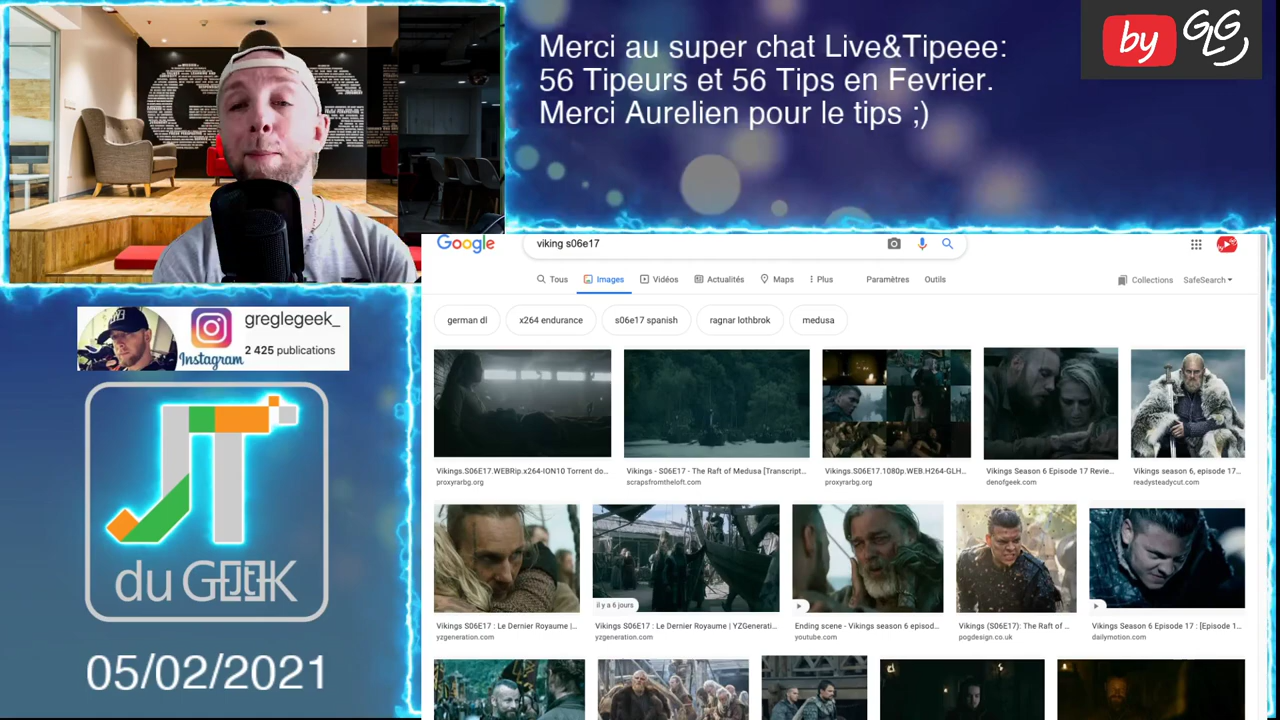 Merci au super chat Live&Tipeee:
56 Tipeurs et 56 Tips en Fevrier.
Merci Aurelien pour le tips ;)
by GLG
Google
viking s06e17
Tous Images Vidéos Actualités Maps Plus Paramètres Outils Collections SafeSearch
german dl x264 endurance s06e17 spanish ragnar lothbrok medusa
Vikings.S06E17.WEBRip.x264-ION10 Torrent do...
proxyrarbg.org
Vikings - S06E17 - The Raft of Medusa [Transcript...
scrapsfromtheloft.com
Vikings.S06E17.1080p.WEB.H264-GLH...
proxyrarbg.org
Vikings Season 6 Episode 17 Revie...
denofgeek.com
Vikings season 6, episode 17...
readysteadycut.com
il y a 6 jours
Vikings S06E17 : Le Dernier Royaume |...
yzgeneration.com
Vikings S06E17 : Le Dernier Royaume | YZGenerati...
yzgeneration.com
Ending scene - Vikings season 6 episod...
youtube.com
Vikings (S06E17): The Raft of ...
pogdesign.co.uk
Vikings Season 6 Episode 17 : [Episode 1...
dailymotion.com
greglegeek_
2 425 publications
Instagram
JT
du GEEK
05/02/2021